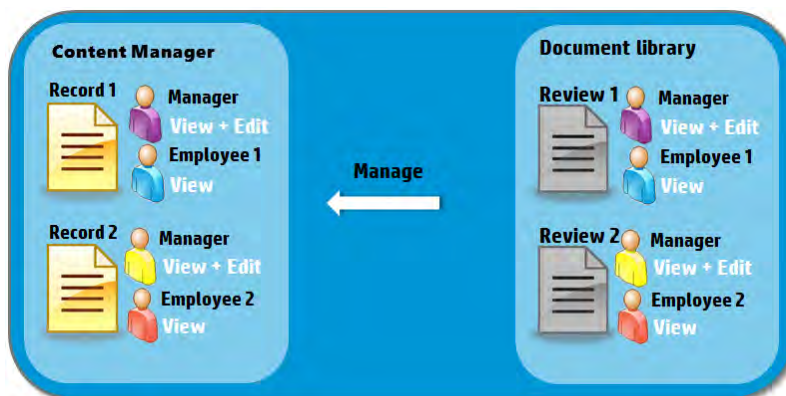 Content Manager
Record 1
Manager
View + Edit
Employee 1
View
Record 2
Manager
View + Edit
Employee 2
View
Manage
Document library
Review 1
Manager
View + Edit
Employee 1
View
Review 2
Manager
View + Edit
Employee 2
View